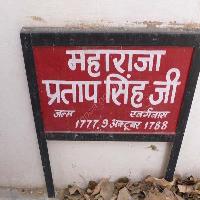 महाराजा
प्रताप सिंह जी
जन्म स्वर्गवास
1777, 9 अक्टूबर 1788